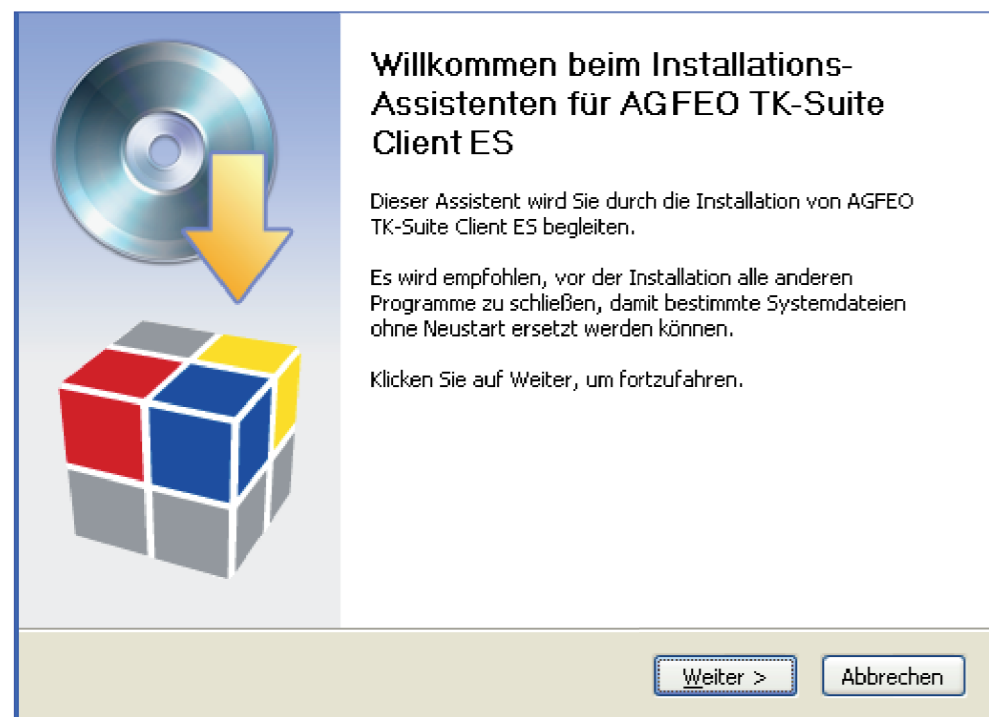 Willkommen beim Installations-
Assistenten für AGFEO TK-Suite
Client ES
Dieser Assistent wird Sie durch die Installation von AGFEO
TK-Suite Client ES begleiten.
Es wird empfohlen, vor der Installation alle anderen
Programme zu schließen, damit bestimmte Systemdateien
ohne Neustart ersetzt werden können.
Klicken Sie auf Weiter, um fortzufahren.
Weiter >
Abbrechen